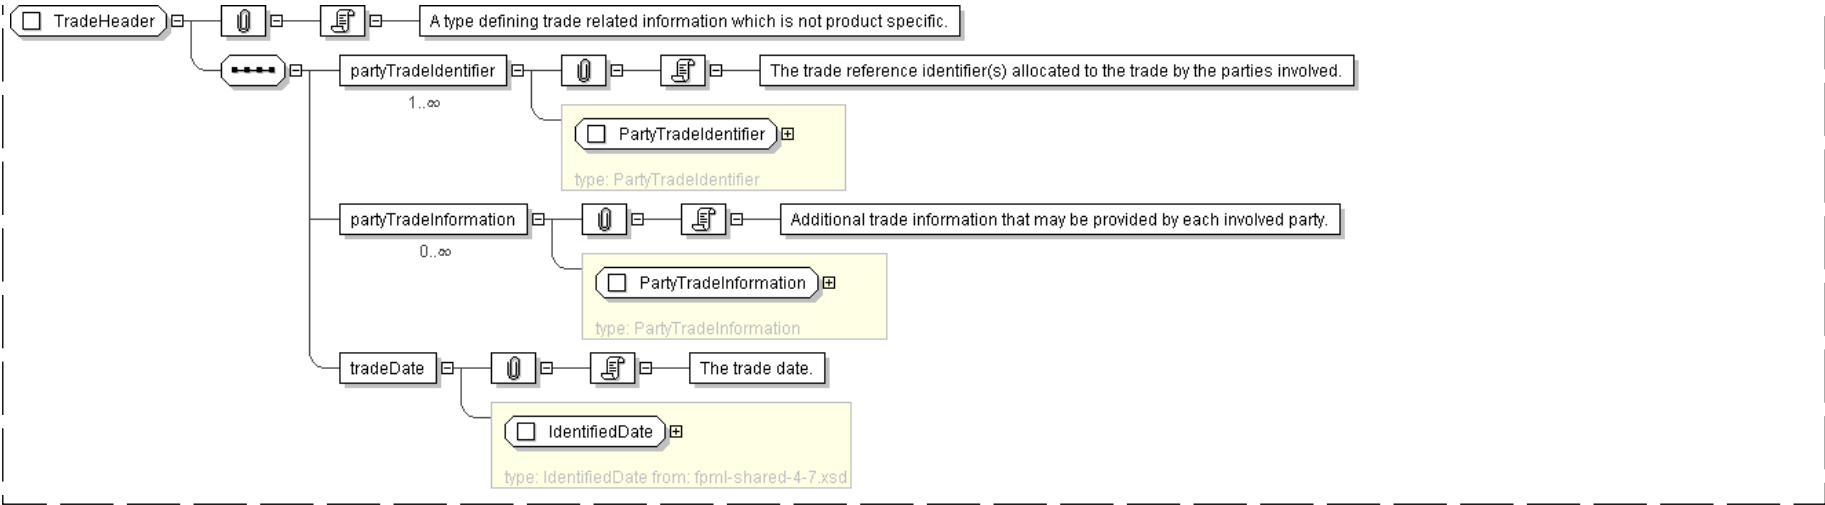 TradeHeader
A type defining trade related information which is not product specific.
partyTradeIdentifier
The trade reference identifier(s) allocated to the trade by the parties involved.
1..∞
PartyTradeIdentifier
type: PartyTradeIdentifier
partyTradeInformation
Additional trade information that may be provided by each involved party.
0..∞
PartyTradeInformation
type: PartyTradeInformation
tradeDate
The trade date.
IdentifiedDate
type: IdentifiedDate from: fpml-shared-4-7.xsd